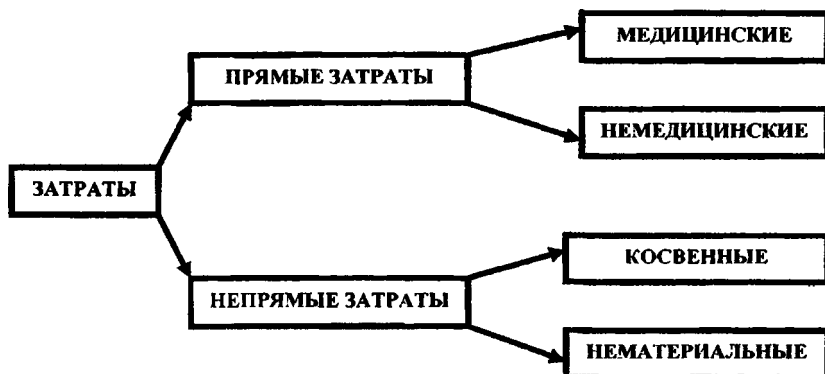 МЕДИЦИНСКИЕ
ПРЯМЫЕ ЗАТРАТЫ
НЕМЕДИЦИНСКИЕ
ЗАТРАТЫ
КОСВЕННЫЕ
НЕПРЯМЫЕ ЗАТРАТЫ
НЕМАТЕРИАЛЬНЫЕ